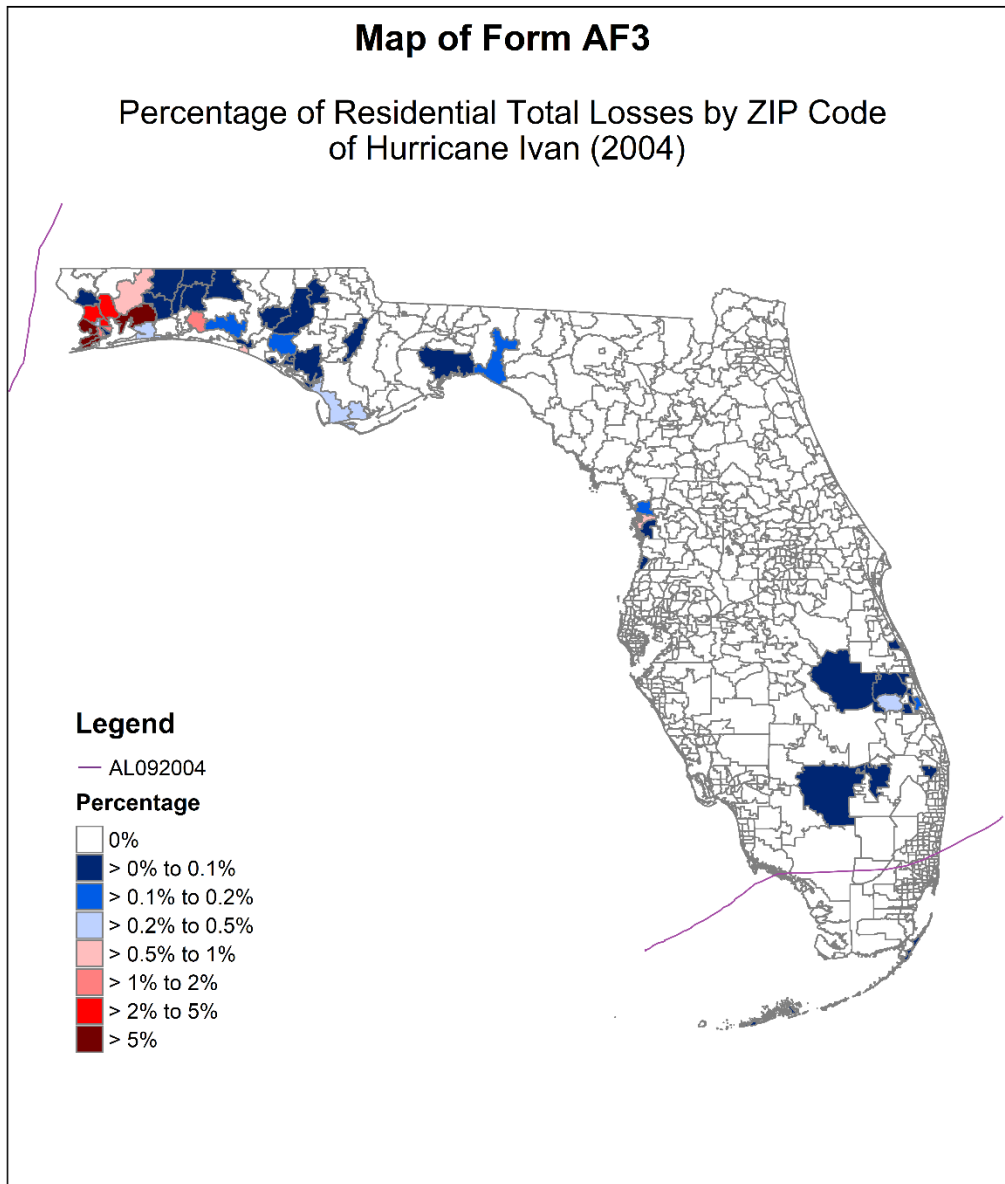 Map of Form AF3
Percentage of Residential Total Losses by ZIP Code
of Hurricane Ivan (2004)
Legend
AL092004
Percentage
0%
> 0% to 0.1%
> 0.1% to 0.2%
> 0.2% to 0.5%
> 0.5% to 1%
> 1% to 2%
> 2% to 5%
> 5%